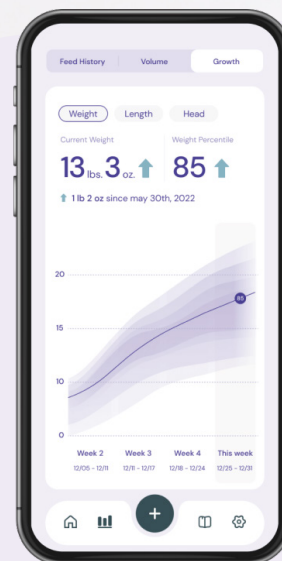 Feed History Volume Growth
Weight Length Head
Current Weight Weight Percentile
13 lbs. 3 oz. 85
1 lb 2 oz since may 30th, 2022
20
15
10
0
85
Week 2 Week 3 Week 4 This week
12/05 - 12/11 12/11 - 12/17 12/18 - 12/24 12/25 - 12/31
+